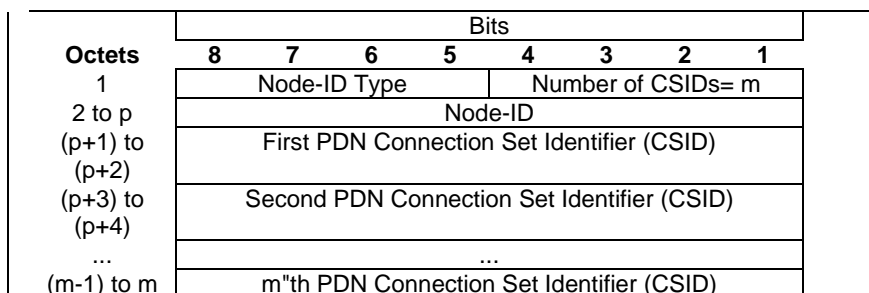 Bits
Octets 8 7 6 5 4 3 2 1
1 Node-ID Type Number of CSIDs= m
2 to p Node-ID
(p+1) to First PDN Connection Set Identifier (CSID)
(p+2)
(p+3) to Second PDN Connection Set Identifier (CSID)
(p+4)
... ...
(m-1) to m m"th PDN Connection Set Identifier (CSID)